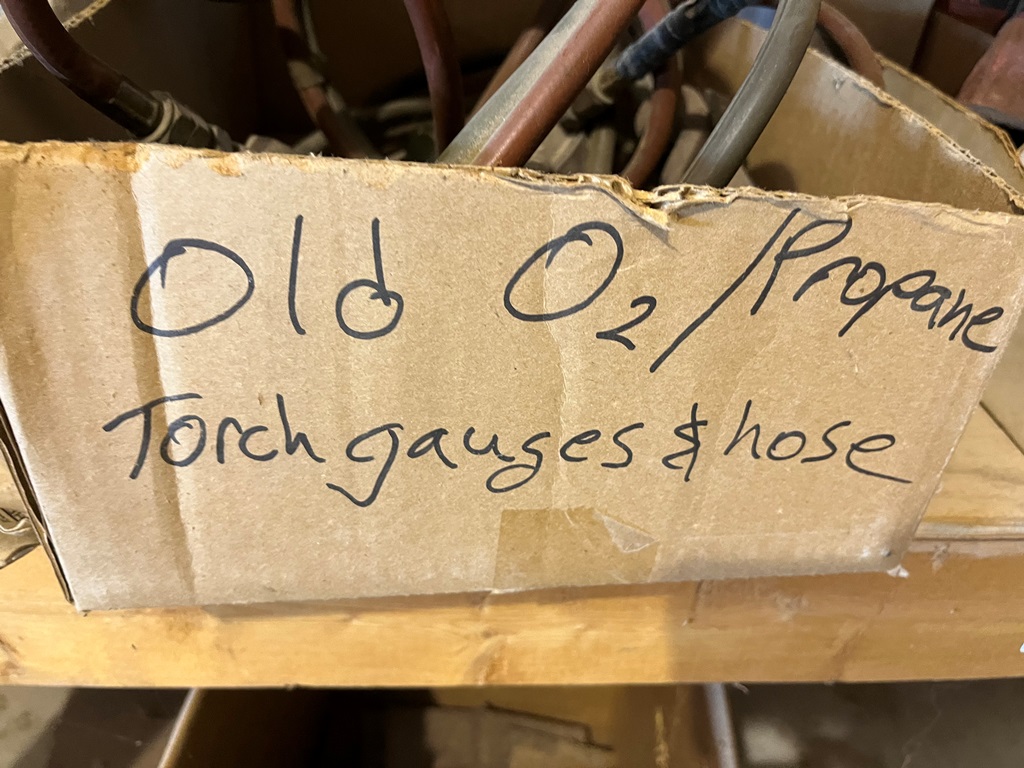 Old O₂/Propane
Torch gauges & hose